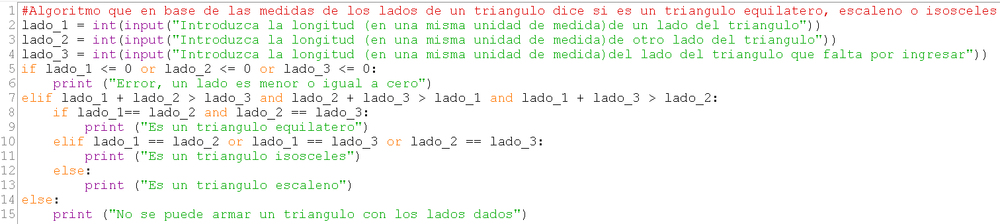 1 #Algoritmo que en base de las medidas de los lados de un triangulo dice si es un triangulo equilatero, escaleno o isosceles
2 lado_1 = int(input("Introduzca la longitud (en una misma unidad de medida)de un lado del triangulo"))
3 lado_2 = int(input("Introduzca la longitud (en una misma unidad de medida)de otro lado del triangulo"))
4 lado_3 = int(input("Introduzca la longitud (en una misma unidad de medida)del lado del triangulo que falta por ingresar"))
5 if lado_1 <= 0 or lado_2 <= 0 or lado_3 <= 0:
6     print ("Error, un lado es menor o igual a cero")
7 elif lado_1 + lado_2 > lado_3 and lado_2 + lado_3 > lado_1 and lado_1 + lado_3 > lado_2:
8     if lado_1== lado_2 and lado_2 == lado_3:
9         print ("Es un triangulo equilatero")
10     elif lado_1 == lado_2 or lado_1 == lado_3 or lado_2 == lado_3:
11         print ("Es un triangulo isosceles")
12     else:
13         print ("Es un triangulo escaleno")
14 else:
15     print ("No se puede armar un triangulo con los lados dados")